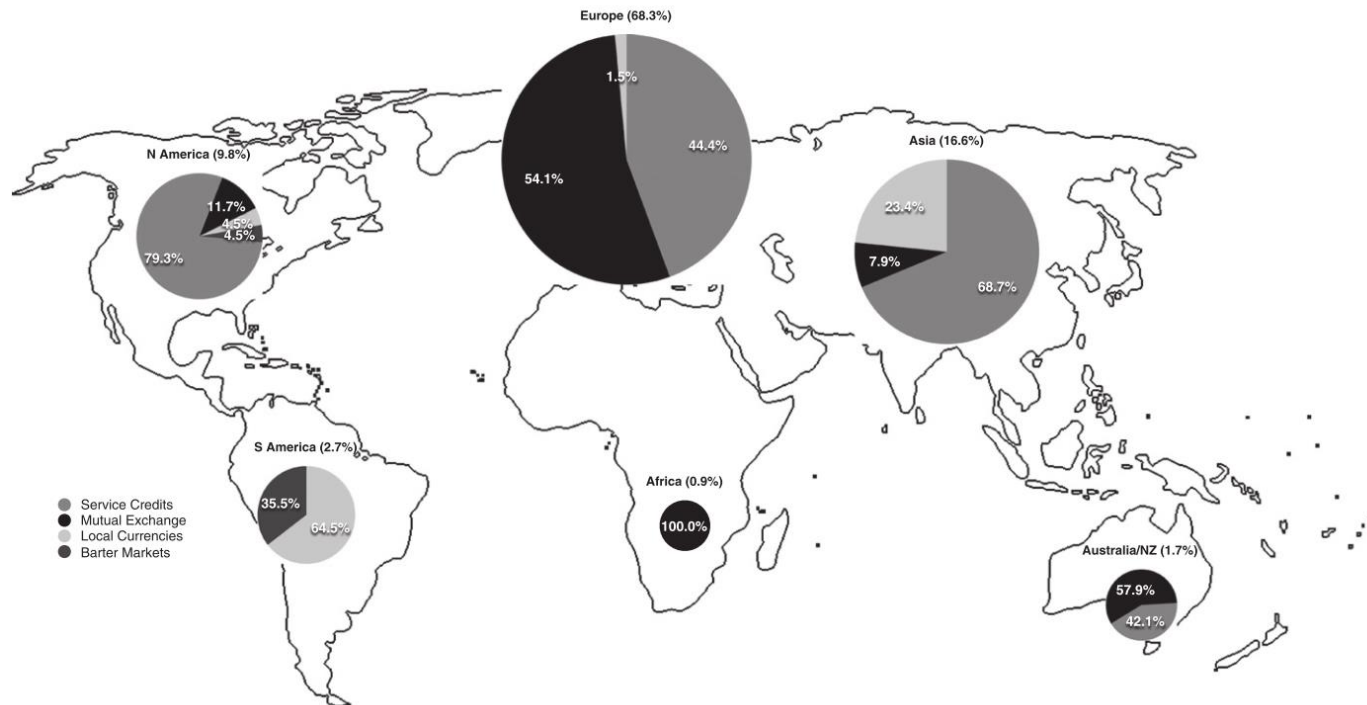 Europe (68.3%)
1.5%
44.4%
54.1%
N America (9.8%)
11.7%
4.5%
4.5%
79.3%
Asia (16.6%)
23.4%
7.9%
68.7%
S America (2.7%)
35.5%
64.5%
Africa (0.9%)
100.0%
Australia/NZ (1.7%)
57.9%
42.1%
Service Credits
Mutual Exchange
Local Currencies
Barter Markets